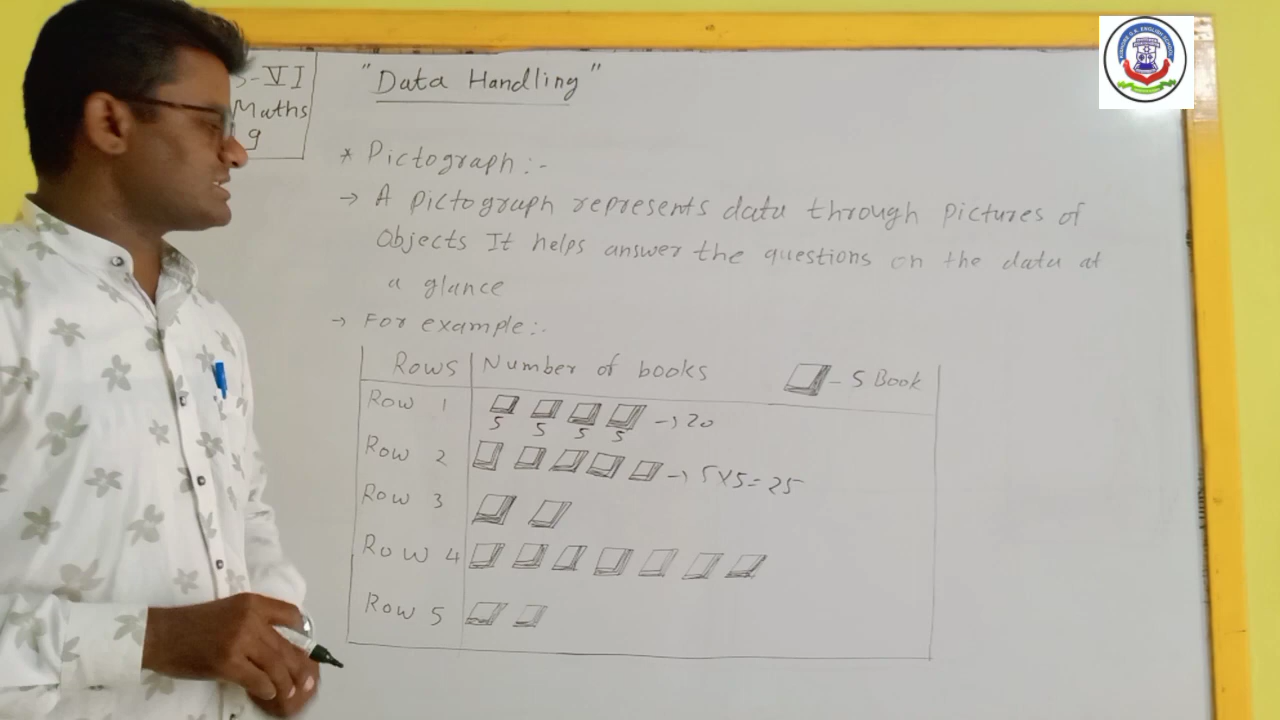 -VI
Maths
9
"Data Handling"
* Pictograph:-
→ A pictograph represents data through pictures of
Objects It helps answer the questions on the data at
a glance
→ For example:-
Rows Number of books - 5 Book
Row 1 → 20
5 5 5 5
Row 2 → 5x5=25
Row 3
Row 4
Row 5